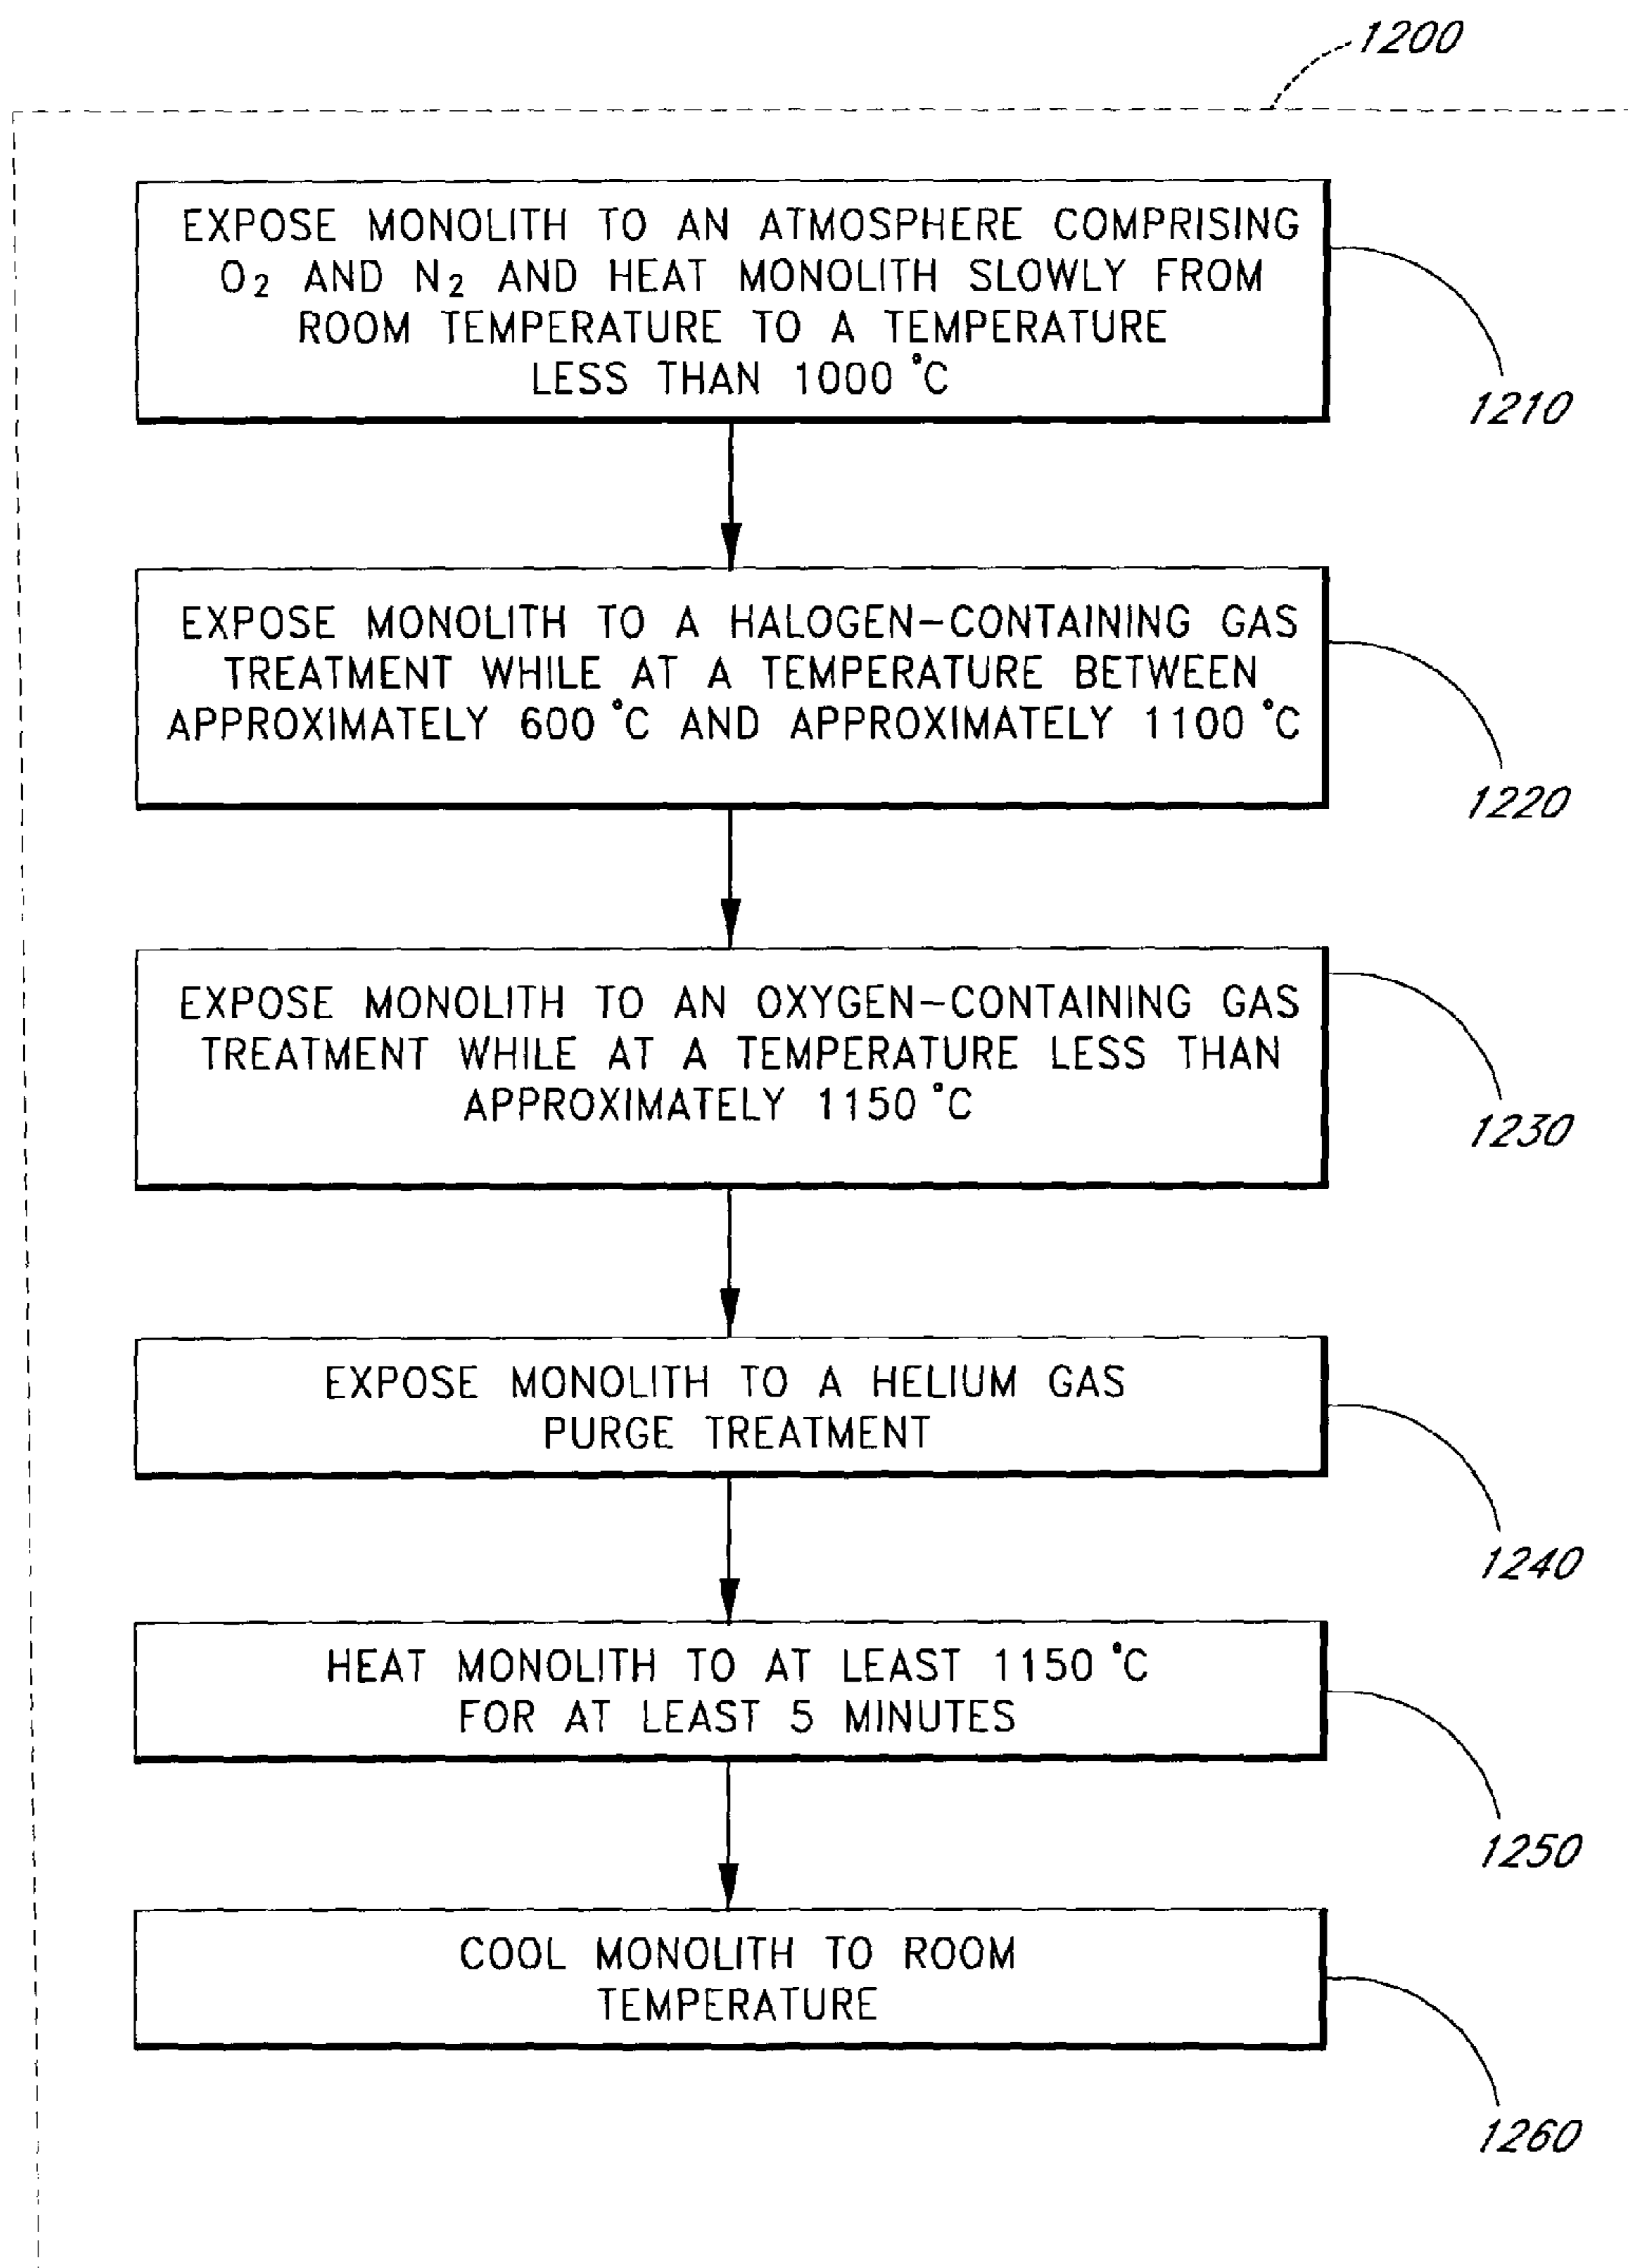 1200
EXPOSE MONOLITH TO AN ATMOSPHERE COMPRISING
O₂ AND N₂ AND HEAT MONOLITH SLOWLY FROM
ROOM TEMPERATURE TO A TEMPERATURE
LESS THAN 1000 °C
1210
EXPOSE MONOLITH TO A HALOGEN-CONTAINING GAS
TREATMENT WHILE AT A TEMPERATURE BETWEEN
APPROXIMATELY 600 °C AND APPROXIMATELY 1100 °C
1220
EXPOSE MONOLITH TO AN OXYGEN-CONTAINING GAS
TREATMENT WHILE AT A TEMPERATURE LESS THAN
APPROXIMATELY 1150 °C
1230
EXPOSE MONOLITH TO A HELIUM GAS
PURGE TREATMENT
1240
HEAT MONOLITH TO AT LEAST 1150 °C
FOR AT LEAST 5 MINUTES
1250
COOL MONOLITH TO ROOM
TEMPERATURE
1260